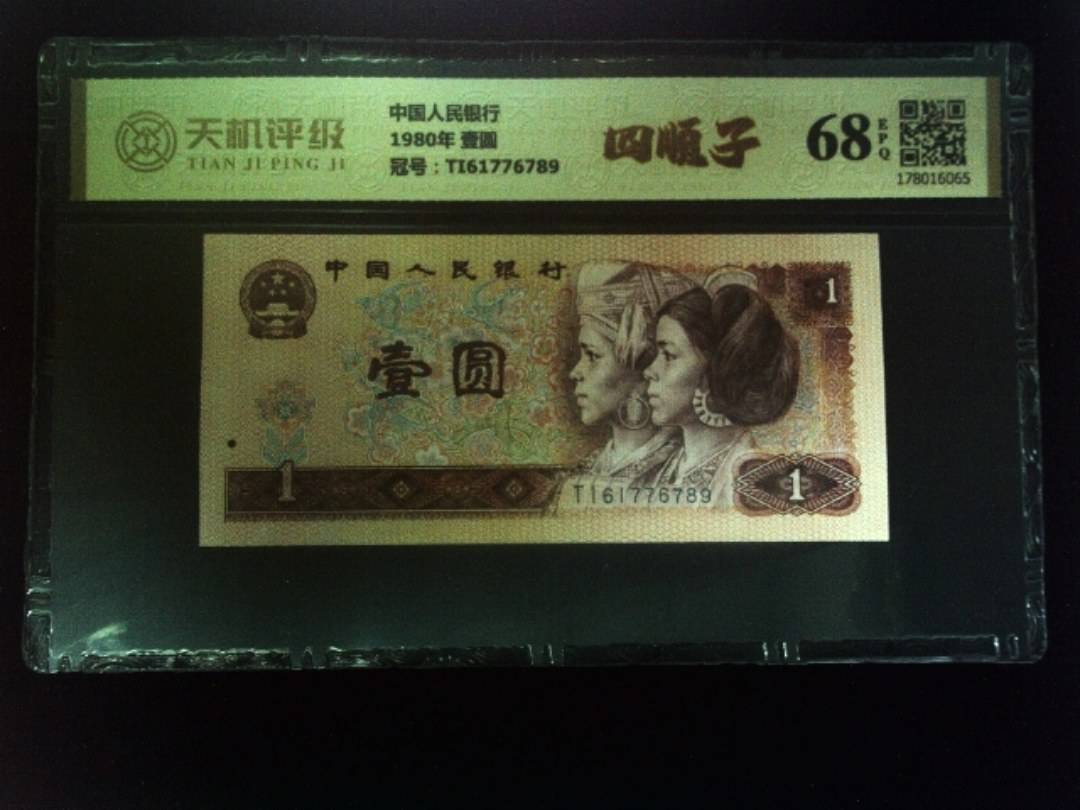 天机评级
TIAN JI PING JI
中国人民银行
1980年 壹圆
冠号：TI61776789
四顺子
68
EPQ
178016065
中国人民银行
1
壹圆
1
TI61776789
1